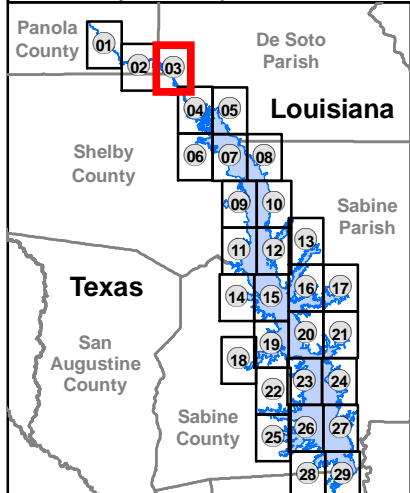 Panola
County
01
02
03
De Soto
Parish
04
05
Louisiana
Shelby
County
06
07
08
09
10
Sabine
Parish
11
12
13
Texas
14
15
16
17
San
Augustine
County
18
19
20
21
22
23
24
Sabine
County
25
26
27
28
29